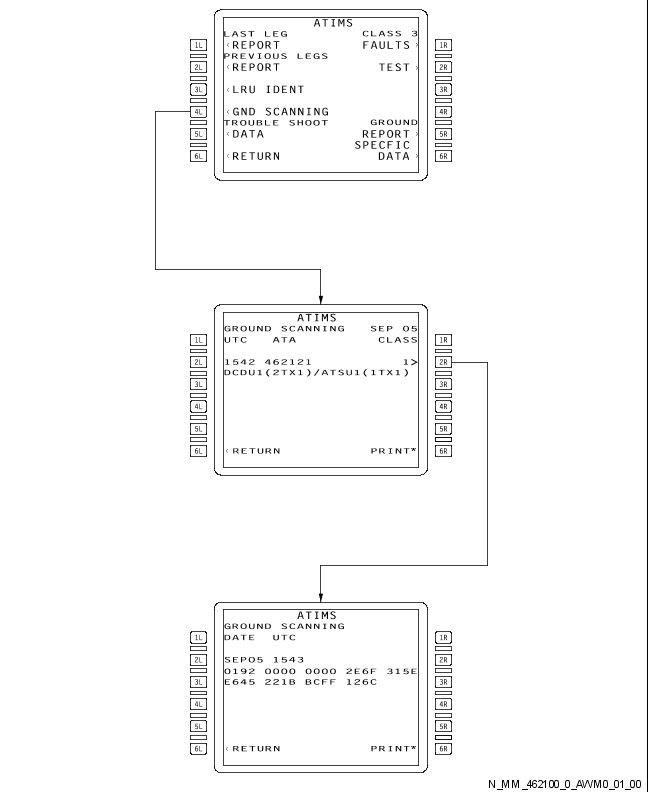 ATIMS
LAST LEG CLASS 3
1L ‹REPORT FAULTS› 1R
PREVIOUS LEGS
2L ‹REPORT TEST› 2R
3L ‹LRU IDENT 3R
4L ‹GND SCANNING 4R
TROUBLE SHOOT GROUND
5L ‹DATA REPORT› 5R
SPECFIC
6L ‹RETURN DATA› 6R
ATIMS
GROUND SCANNING SEP 05
1L UTC ATA CLASS 1R
2L 1542 462121 1> 2R
DCDU1(2TX1)/ATSU1(1TX1)
3L 3R
4L 4R
5L 5R
6L ‹RETURN PRINT* 6R
ATIMS
GROUND SCANNING
1L DATE UTC 1R
2L SEP05 1543 2R
0192 0000 0000 2E6F 315E
3L E645 221B BCFF 126C 3R
4L 4R
5L 5R
6L ‹RETURN PRINT* 6R
N_MM_462100_0_AVM0_01_00